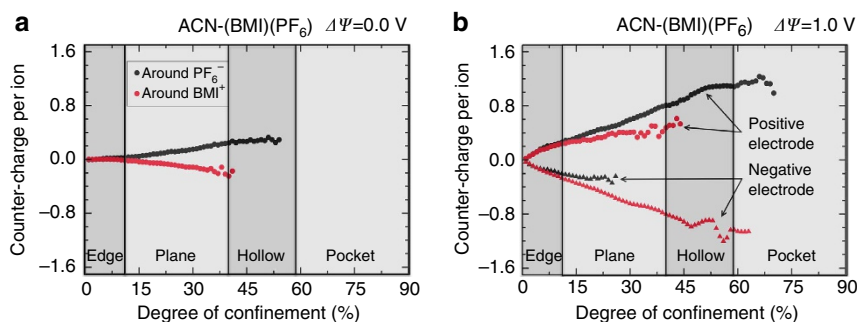 a
ACN-(BMI)(PF₆) ΔΨ=0.0 V
Counter-charge per ion
1.6
0.8
0.0
−0.8
−1.6
Around PF₆⁻
Around BMI⁺
Edge Plane Hollow Pocket
0 15 30 45 60 75 90
Degree of confinement (%)
b
ACN-(BMI)(PF₆) ΔΨ=1.0 V
Counter-charge per ion
1.6
0.8
0.0
−0.8
−1.6
Positive
electrode
Negative
electrode
Edge Plane Hollow Pocket
0 15 30 45 60 75 90
Degree of confinement (%)